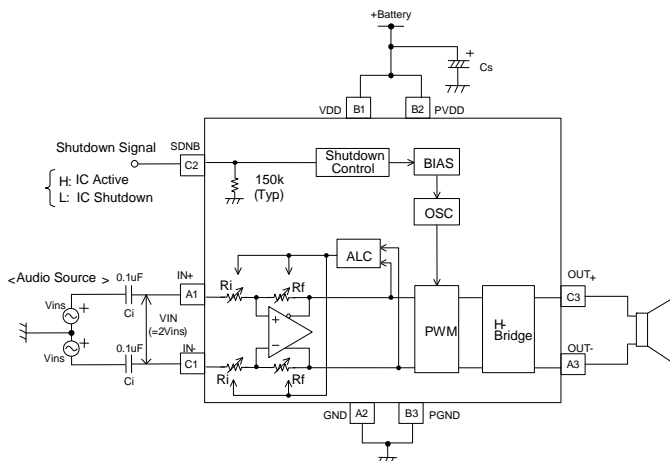 +Battery
+
Cs
VDD
B1
B2
PVDD
Shutdown Signal
SDNB
C2
H: IC Active
L: IC Shutdown
150k
(Typ)
Shutdown
Control
BIAS
OSC
ALC
<Audio Source>
0.1uF
IN+
Vins
+
Ci
A1
Ri
Rf
VIN
(=2Vins)
+
−
PWM
H-
Bridge
OUT+
C3
Vins
+
0.1uF
Ci
IN-
C1
Ri
Rf
OUT-
A3
GND
A2
B3
PGND